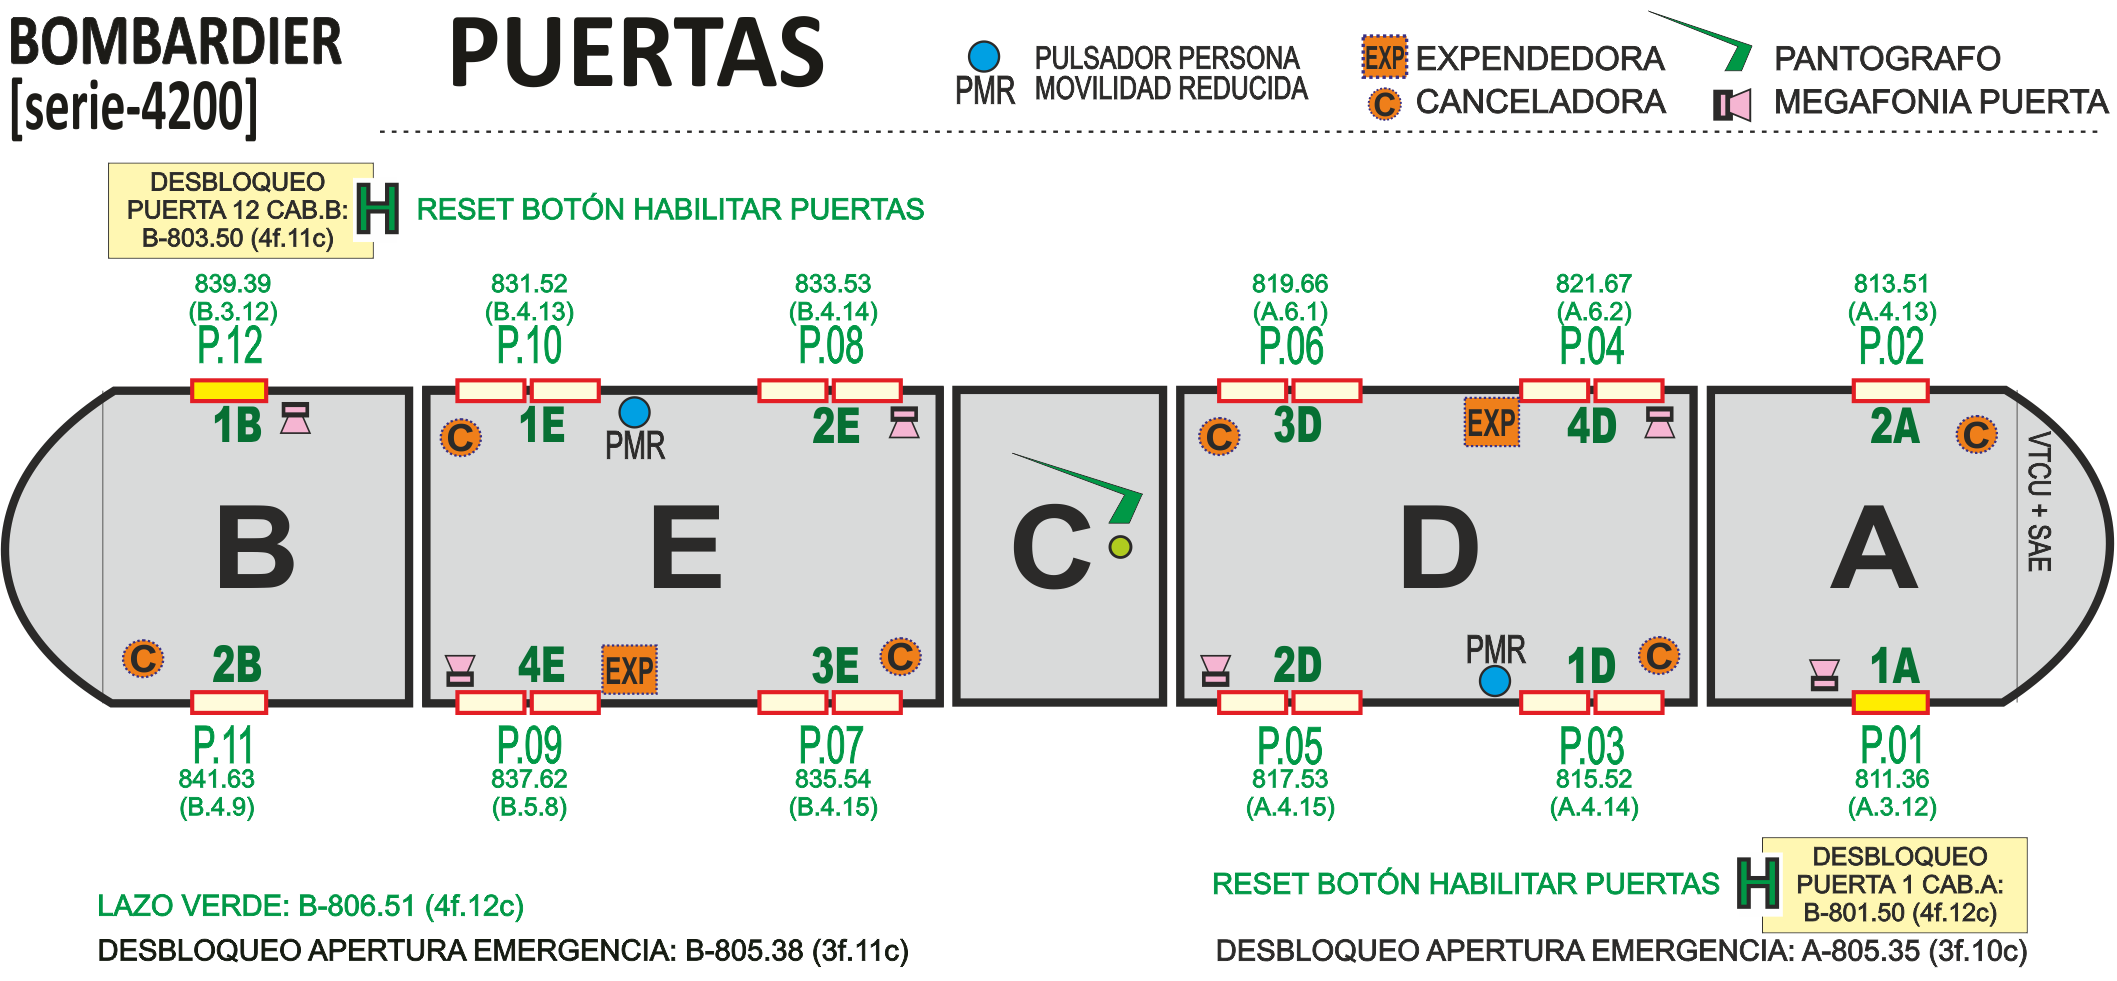 BOMBARDIER
[serie-4200]
PUERTAS
PMR
PULSADOR PERSONA
MOVILIDAD REDUCIDA
EXP EXPENDEDORA
C CANCELADORA
PANTOGRAFO
MEGAFONIA PUERTA
DESBLOQUEO
PUERTA 12 CAB.B:
B-803.50 (4f.11c)
H RESET BOTÓN HABILITAR PUERTAS
839.39 831.52 833.53 819.66 821.67 813.51
(B.3.12) (B.4.13) (B.4.14) (A.6.1) (A.6.2) (A.4.13)
P.12 P.10 P.08 P.06 P.04 P.02
1B C 1E PMR 2E C 3D EXP 4D 2A C
B E C D A
VTCU + SAE
C 2B 4E EXP 3E C 2D PMR 1D C 1A
P.11 P.09 P.07 P.05 P.03 P.01
841.63 837.62 835.54 817.53 815.52 811.36
(B.4.9) (B.5.8) (B.4.15) (A.4.15) (A.4.14) (A.3.12)
LAZO VERDE: B-806.51 (4f.12c)
DESBLOQUEO APERTURA EMERGENCIA: B-805.38 (3f.11c)
RESET BOTÓN HABILITAR PUERTAS H
DESBLOQUEO
PUERTA 1 CAB.A:
B-801.50 (4f.12c)
DESBLOQUEO APERTURA EMERGENCIA: A-805.35 (3f.10c)